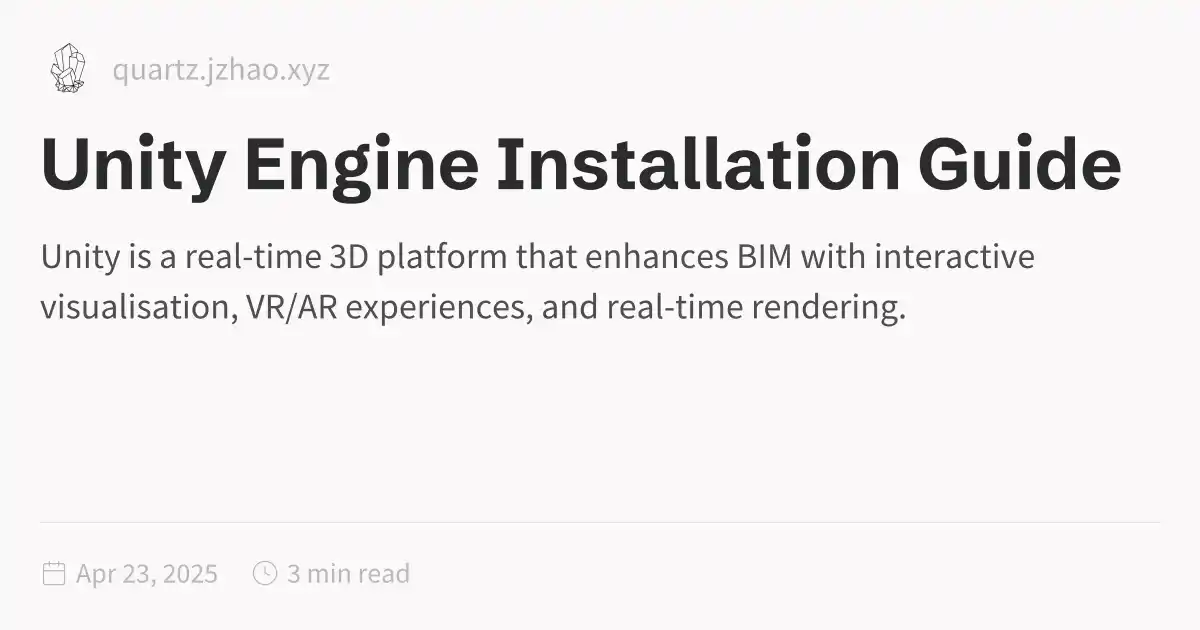 quartz.jzhao.xyz
Unity Engine Installation Guide
Unity is a real-time 3D platform that enhances BIM with interactive
visualisation, VR/AR experiences, and real-time rendering.
Apr 23, 2025 3 min read